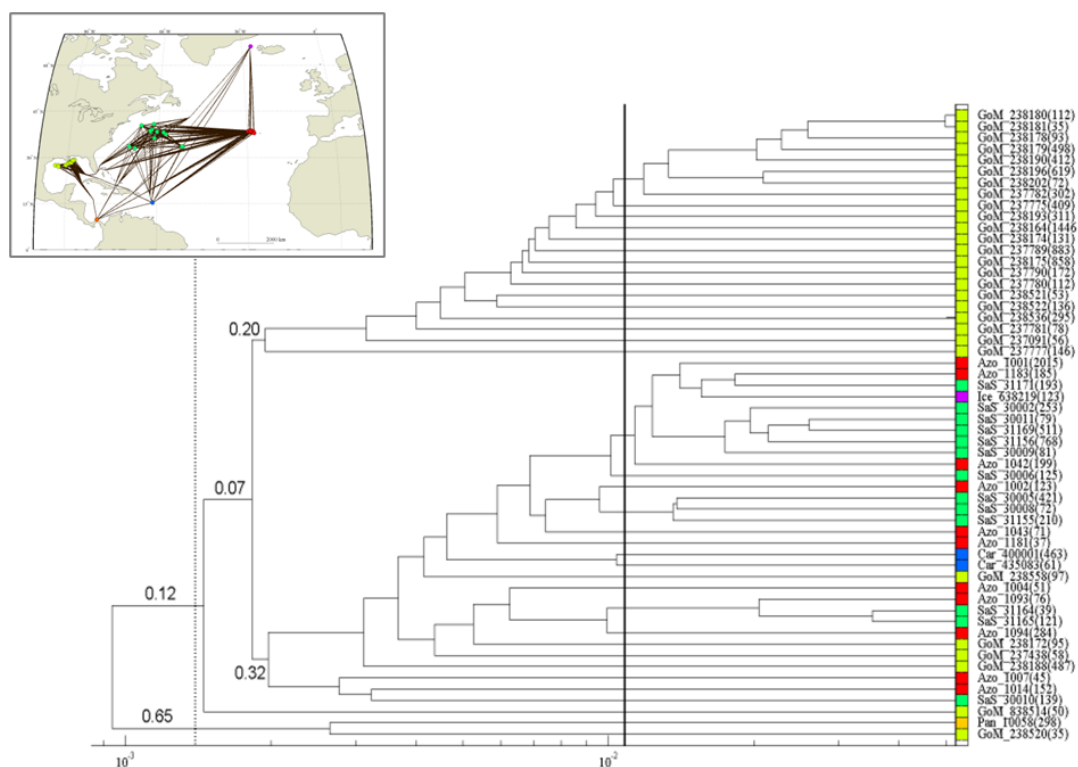 0
2000 km
GoM_238180(112)
GoM_238181(35)
GoM_238178(93)
GoM_238179(498)
GoM_238190(412)
GoM_238196(619)
GoM_238202(72)
GoM_237782(302)
GoM_237775(409)
GoM_238193(311)
GoM_238164(1446
GoM_238174(131)
GoM_237789(883)
GoM_238175(858)
GoM_237790(172)
GoM_237780(112)
GoM_238521(53)
GoM_238522(136)
GoM_238536(295)
0.20
GoM_237781(78)
GoM_237091(56)
GoM_237777(146)
Azo_1001(2015)
Azo_1183(185)
SaS_31171(193)
Ice_638219(123)
SaS_30002(253)
SaS_30011(79)
SaS_31169(511)
SaS_31156(768)
SaS_30009(81)
Azo_1042(199)
SaS_30006(125)
0.07
Azo_1002(123)
SaS_30005(421)
SaS_30008(72)
SaS_31155(210)
Azo_1043(71)
Azo_1181(37)
Car_400001(463)
Car_435083(61)
GoM_238558(97)
0.12
Azo_1004(51)
Azo_1093(76)
SaS_31164(39)
SaS_31165(121)
Azo_1094(284)
GoM_238172(95)
GoM_237438(58)
GoM_238188(487)
0.32
Azo_1007(45)
Azo_1014(152)
SaS_30010(139)
GoM_838514(50)
0.65
Pan_10058(298)
GoM_238520(35)
10-3
10-2